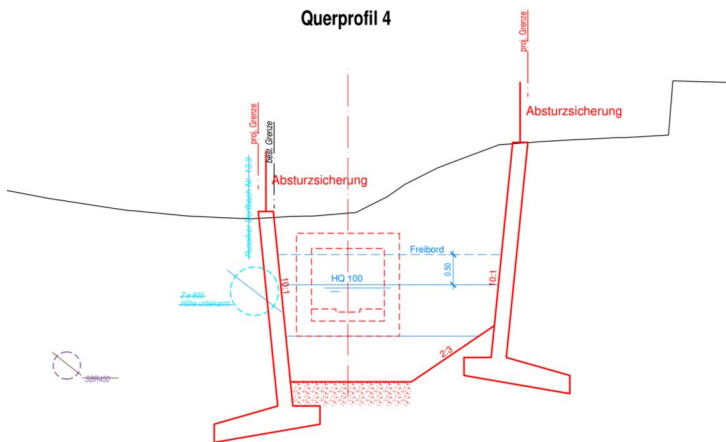 Querprofil 4
proj. Grenze
Absturzsicherung
proj. Grenze
best. Grenze
Absturzsicherung
Freibord
0.50
HQ 100
10:1
10:1
2:3
SBR450